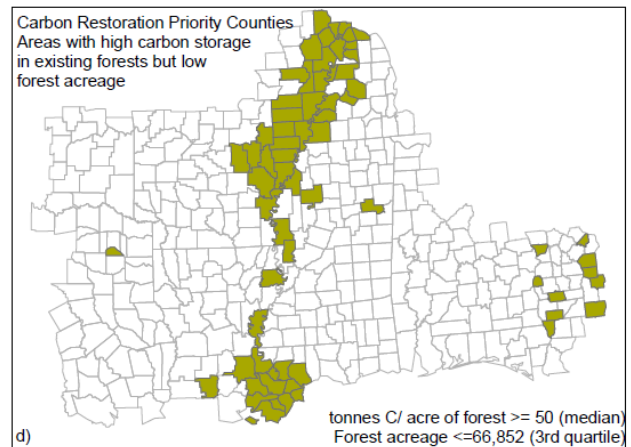 Carbon Restoration Priority Counties
Areas with high carbon storage
in existing forests but low
forest acreage
d)
tonnes C/ acre of forest >= 50 (median)
Forest acreage <=66,852 (3rd quartile)